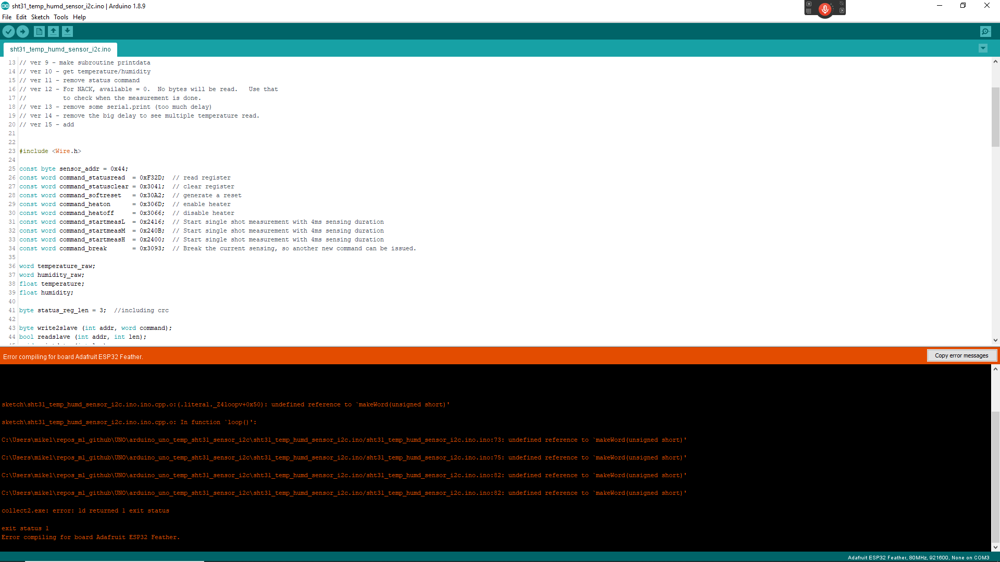 sht31_temp_humd_sensor_i2c.ino | Arduino 1.8.9
File Edit Sketch Tools Help
sht31_temp_humd_sensor_i2c.ino
13 // ver 9 - make subroutine printdata
14 // ver 10 - get temperature/humidity
15 // ver 11 - remove status command
16 // ver 12 - For NACK, available = 0.  No bytes will be read.   Use that
17 //          to check when the measurement is done.
18 // ver 13 - remove some serial.print (too much delay)
19 // ver 14 - remove the big delay to see multiple temperature read.
20 // ver 15 - add
21
22
23 #include <Wire.h>
24
25 const byte sensor_addr = 0x44;
26 const word command_statusread  = 0xF32D;  // read register
27 const word command_statusclear = 0x3041;  // clear register
28 const word command_softreset   = 0x30A2;  // generate a reset
29 const word command_heaton      = 0x306D;  // enable heater
30 const word command_heatoff     = 0x3066;  // disable heater
31 const word command_startmeasL  = 0x2416;  // Start single shot measurement with 4ms sensing duration
32 const word command_startmeasM  = 0x240B;  // Start single shot measurement with 4ms sensing duration
33 const word command_startmeasH  = 0x2400;  // Start single shot measurement with 4ms sensing duration
34 const word command_break       = 0x3093;  // Break the current sensing, so another new command can be issued.
35
36 word temperature_raw;
37 word humidity_raw;
38 float temperature;
39 float humidity;
40
41 byte status_reg_len = 3;  //including crc
42
43 byte write2slave (int addr, word command);
44 bool readslave (int addr, int len);
Error compiling for board Adafruit ESP32 Feather.
Copy error messages
sketch\sht31_temp_humd_sensor_i2c.ino.ino.cpp.o:(.literal._Z4loopv+0x50): undefined reference to `makeWord(unsigned short)'
sketch\sht31_temp_humd_sensor_i2c.ino.ino.cpp.o: In function `loop()':
C:\Users\mikel\repos_ml_github\UNO\arduino_uno_temp_sht31_sensor_i2c\sht31_temp_humd_sensor_i2c.ino/sht31_temp_humd_sensor_i2c.ino.ino:73: undefined reference to `makeWord(unsigned short)'
C:\Users\mikel\repos_ml_github\UNO\arduino_uno_temp_sht31_sensor_i2c\sht31_temp_humd_sensor_i2c.ino/sht31_temp_humd_sensor_i2c.ino.ino:75: undefined reference to `makeWord(unsigned short)'
C:\Users\mikel\repos_ml_github\UNO\arduino_uno_temp_sht31_sensor_i2c\sht31_temp_humd_sensor_i2c.ino/sht31_temp_humd_sensor_i2c.ino.ino:82: undefined reference to `makeWord(unsigned short)'
C:\Users\mikel\repos_ml_github\UNO\arduino_uno_temp_sht31_sensor_i2c\sht31_temp_humd_sensor_i2c.ino/sht31_temp_humd_sensor_i2c.ino.ino:82: undefined reference to `makeWord(unsigned short)'
collect2.exe: error: ld returned 1 exit status
exit status 1
Error compiling for board Adafruit ESP32 Feather.
Adafruit ESP32 Feather, 80MHz, 921600, None on COM3